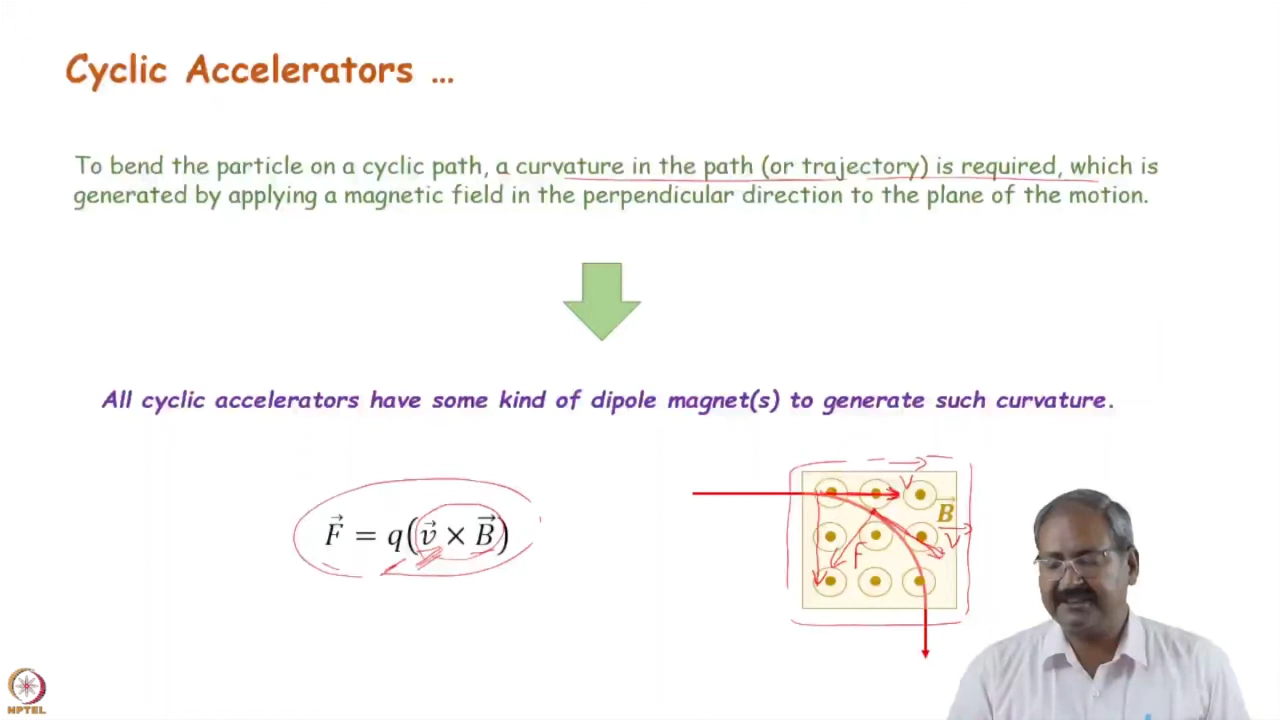 Cyclic Accelerators ...
To bend the particle on a cyclic path, a curvature in the path (or trajectory) is required, which is
generated by applying a magnetic field in the perpendicular direction to the plane of the motion.
All cyclic accelerators have some kind of dipole magnet(s) to generate such curvature.
F⃗ = q(v⃗ × B⃗)
V
B⃗
V⃗
F
NPTEL